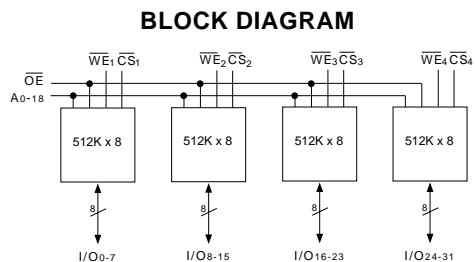 BLOCK DIAGRAM
WE1 CS1 WE2 CS2 WE3 CS3 WE4 CS4
OE
A0-18
512K x 8 512K x 8 512K x 8 512K x 8
8 8 8 8
I/O0-7 I/O8-15 I/O16-23 I/O24-31